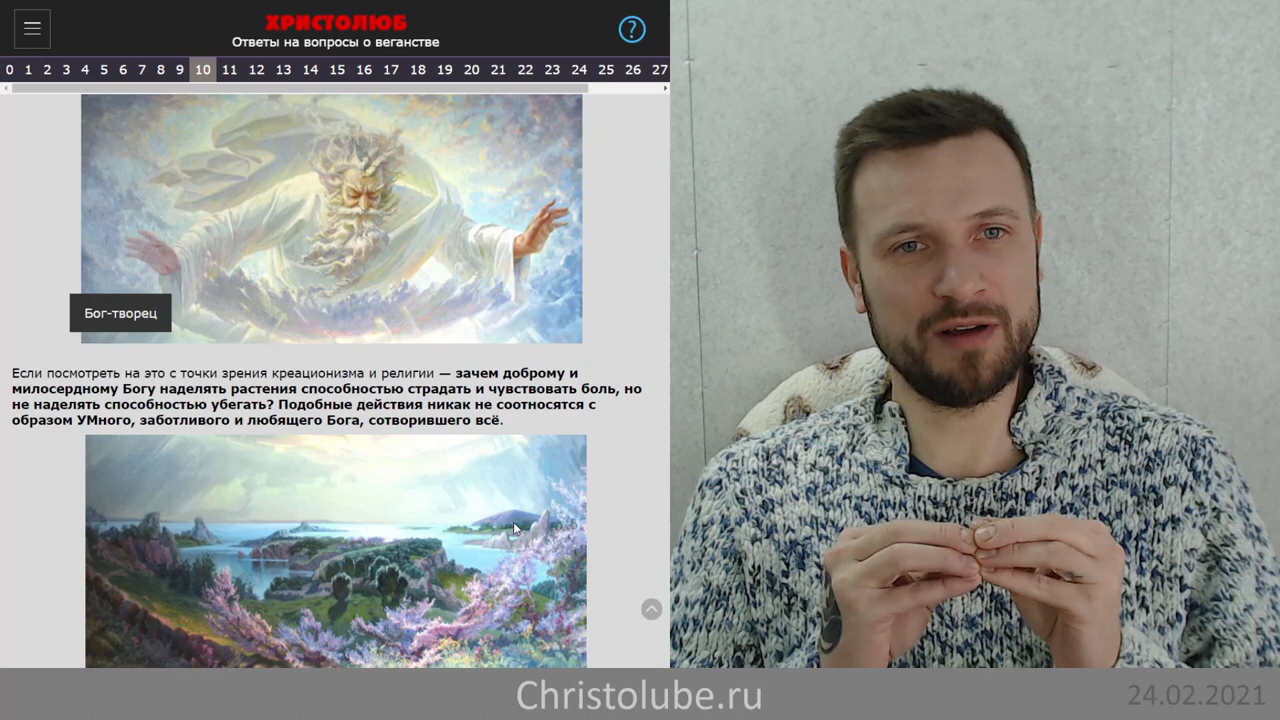 ХРИСТОЛЮБ
Ответы на вопросы о веганстве
?
0 1 2 3 4 5 6 7 8 9 10 11 12 13 14 15 16 17 18 19 20 21 22 23 24 25 26 27
Бог-творец
Если посмотреть на это с точки зрения креационизма и религии — зачем доброму и
милосердному Богу наделять растения способностью страдать и чувствовать боль, но
не наделять способностью убегать? Подобные действия никак не соотносятся с
образом УМного, заботливого и любящего Бога, сотворившего всё.
Christolube.ru
24.02.2021